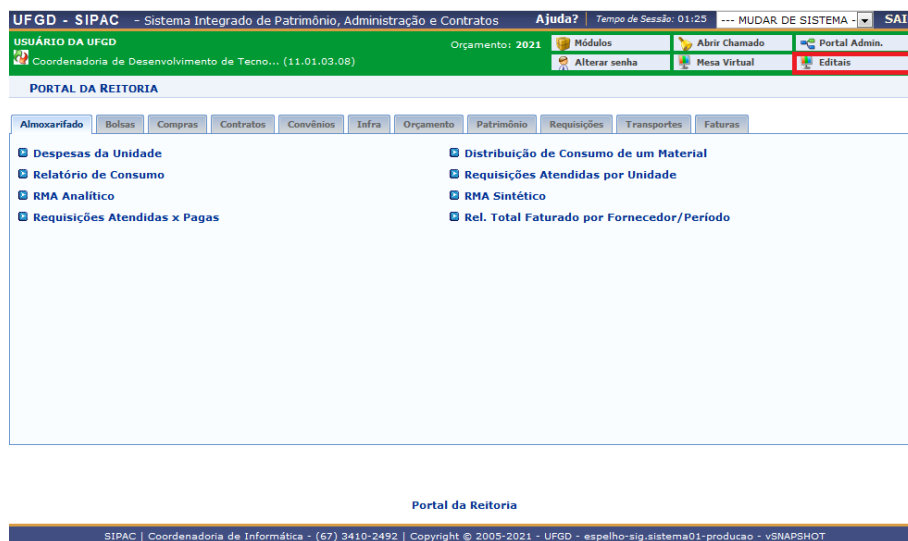 UFGD - SIPAC - Sistema Integrado de Patrimônio, Administração e Contratos Ajuda? Tempo de Sessão: 01:25 --- MUDAR DE SISTEMA - SAI
USUÁRIO DA UFGD Orçamento: 2021 Módulos Abrir Chamado Portal Admin.
Coordenadoria de Desenvolvimento de Tecno... (11.01.03.08) Alterar senha Mesa Virtual Editais
PORTAL DA REITORIA
Almoxarifado Bolsas Compras Contratos Convênios Infra Orçamento Patrimônio Requisições Transportes Faturas
Despesas da Unidade Distribuição de Consumo de um Material
Relatório de Consumo Requisições Atendidas por Unidade
RMA Analítico RMA Sintético
Requisições Atendidas x Pagas Rel. Total Faturado por Fornecedor/Período
Portal da Reitoria
SIPAC | Coordenadoria de Informática - (67) 3410-2492 | Copyright © 2005-2021 - UFGD - espelho-sig.sistema01-producao - vSNAPSHOT